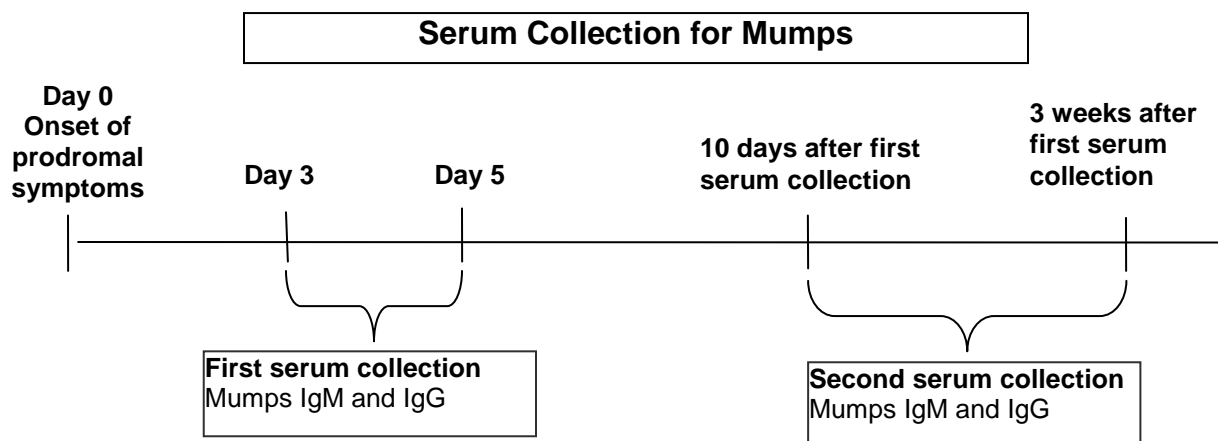 Serum Collection for Mumps
Day 0
Onset of
prodromal
symptoms
Day 3
Day 5
10 days after first
serum collection
3 weeks after
first serum
collection
First serum collection
Mumps IgM and IgG
Second serum collection
Mumps IgM and IgG